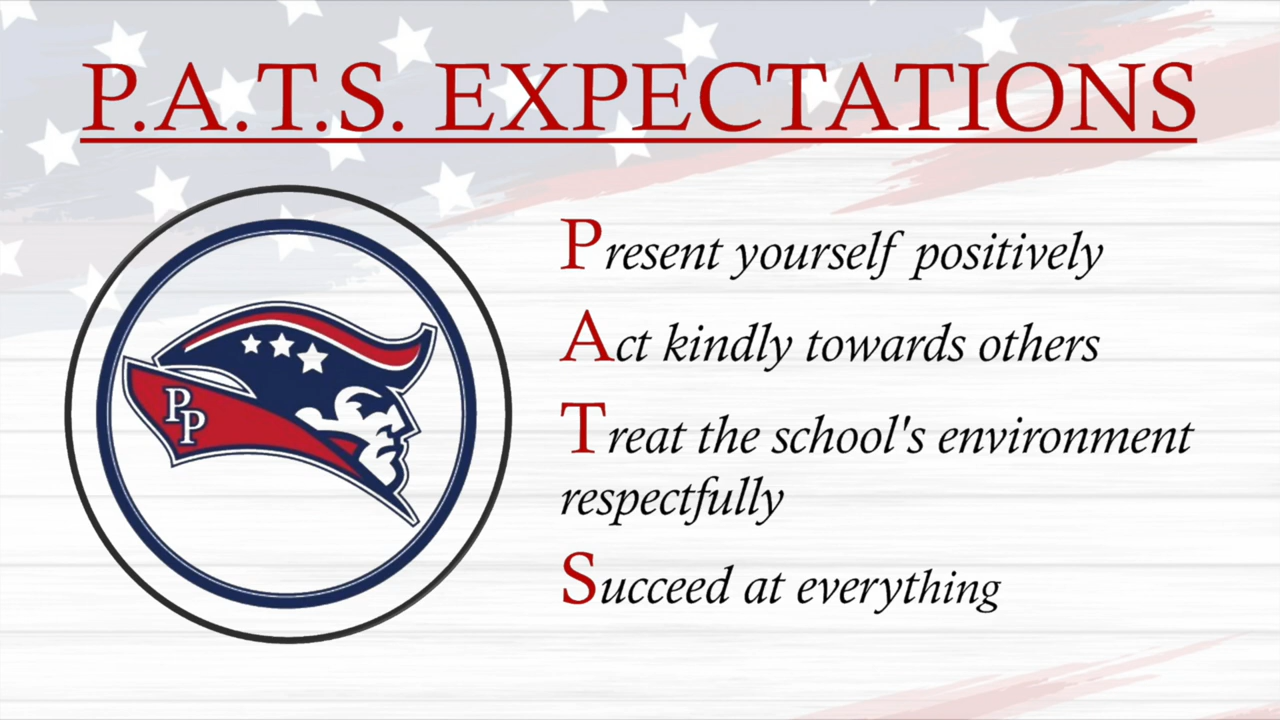 P.A.T.S. EXPECTATIONS
Present yourself positively
Act kindly towards others
Treat the school's environment
respectfully
Succeed at everything
PP